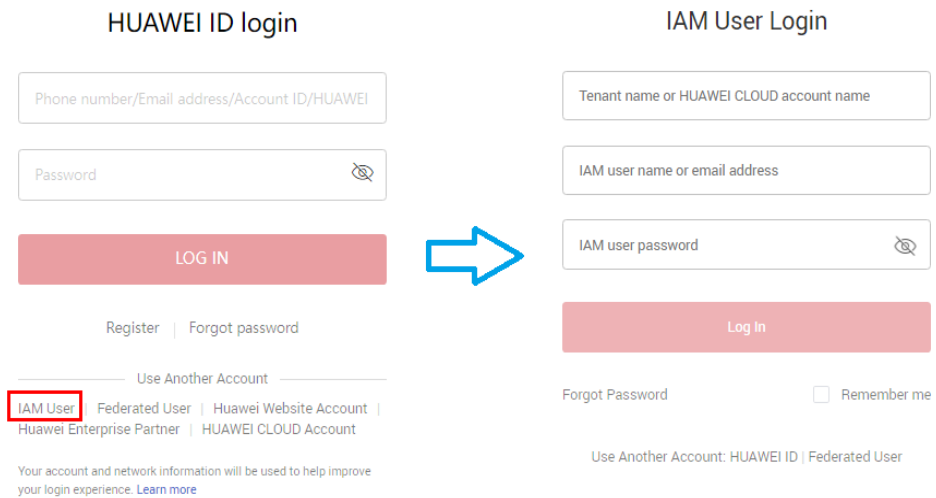 HUAWEI ID login
Phone number/Email address/Account ID/HUAWEI
Password
LOG IN
Register | Forgot password
Use Another Account
IAM User | Federated User | Huawei Website Account |
Huawei Enterprise Partner | HUAWEI CLOUD Account
Your account and network information will be used to help improve
your login experience. Learn more
IAM User Login
Tenant name or HUAWEI CLOUD account name
IAM user name or email address
IAM user password
Log In
Forgot Password
Remember me
Use Another Account: HUAWEI ID | Federated User